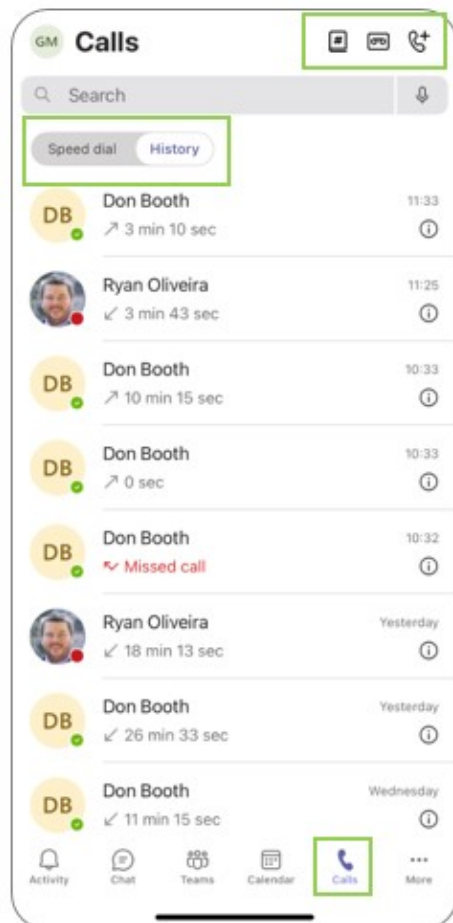 GM Calls
Search
Speed dial History
DB Don Booth 11:33
3 min 10 sec
Ryan Oliveira 11:25
3 min 43 sec
DB Don Booth 10:33
10 min 15 sec
DB Don Booth 10:33
0 sec
DB Don Booth 10:32
Missed call
Ryan Oliveira Yesterday
18 min 13 sec
DB Don Booth Yesterday
26 min 33 sec
DB Don Booth Wednesday
11 min 15 sec
Activity Chat Teams Calendar Calls More